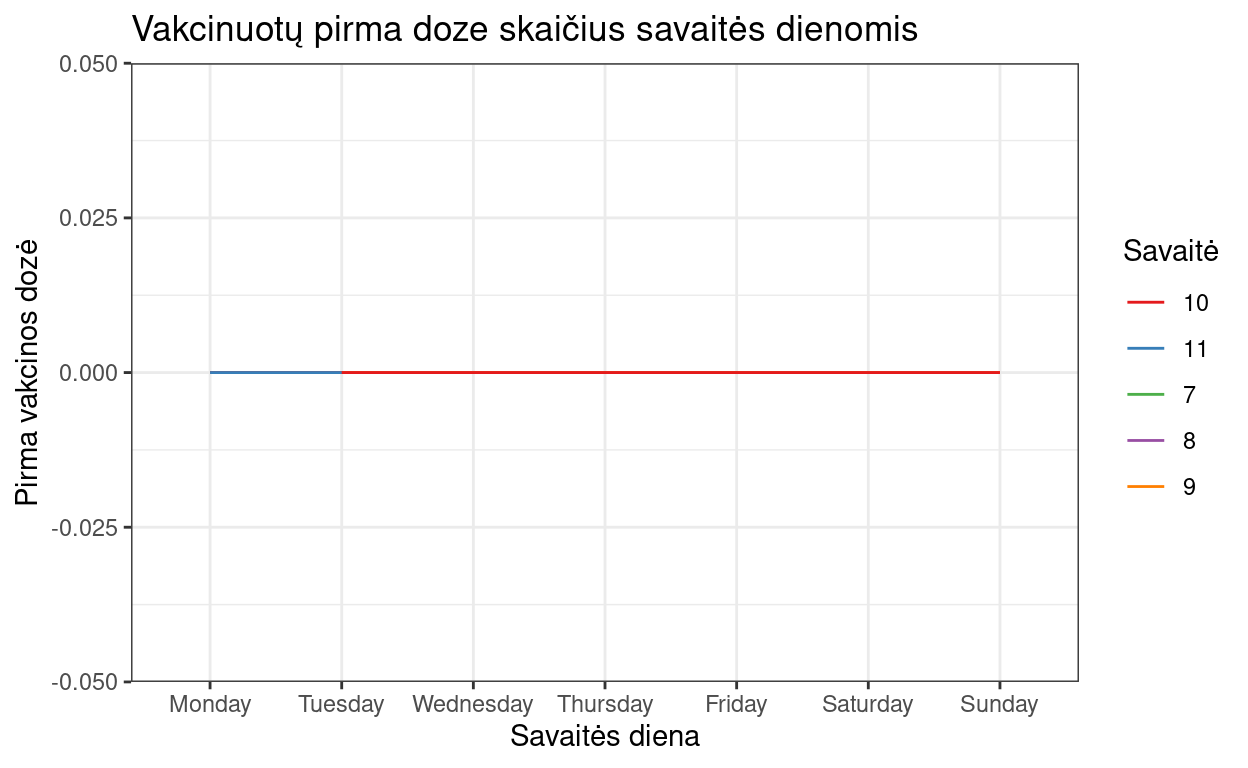 Vakcinuotų pirma doze skaičius savaitės dienomis
0.050
0.025
0.000
-0.025
-0.050
Pirma vakcinos dozė
Monday Tuesday Wednesday Thursday Friday Saturday Sunday
Savaitės diena
Savaitė
10
11
7
8
9